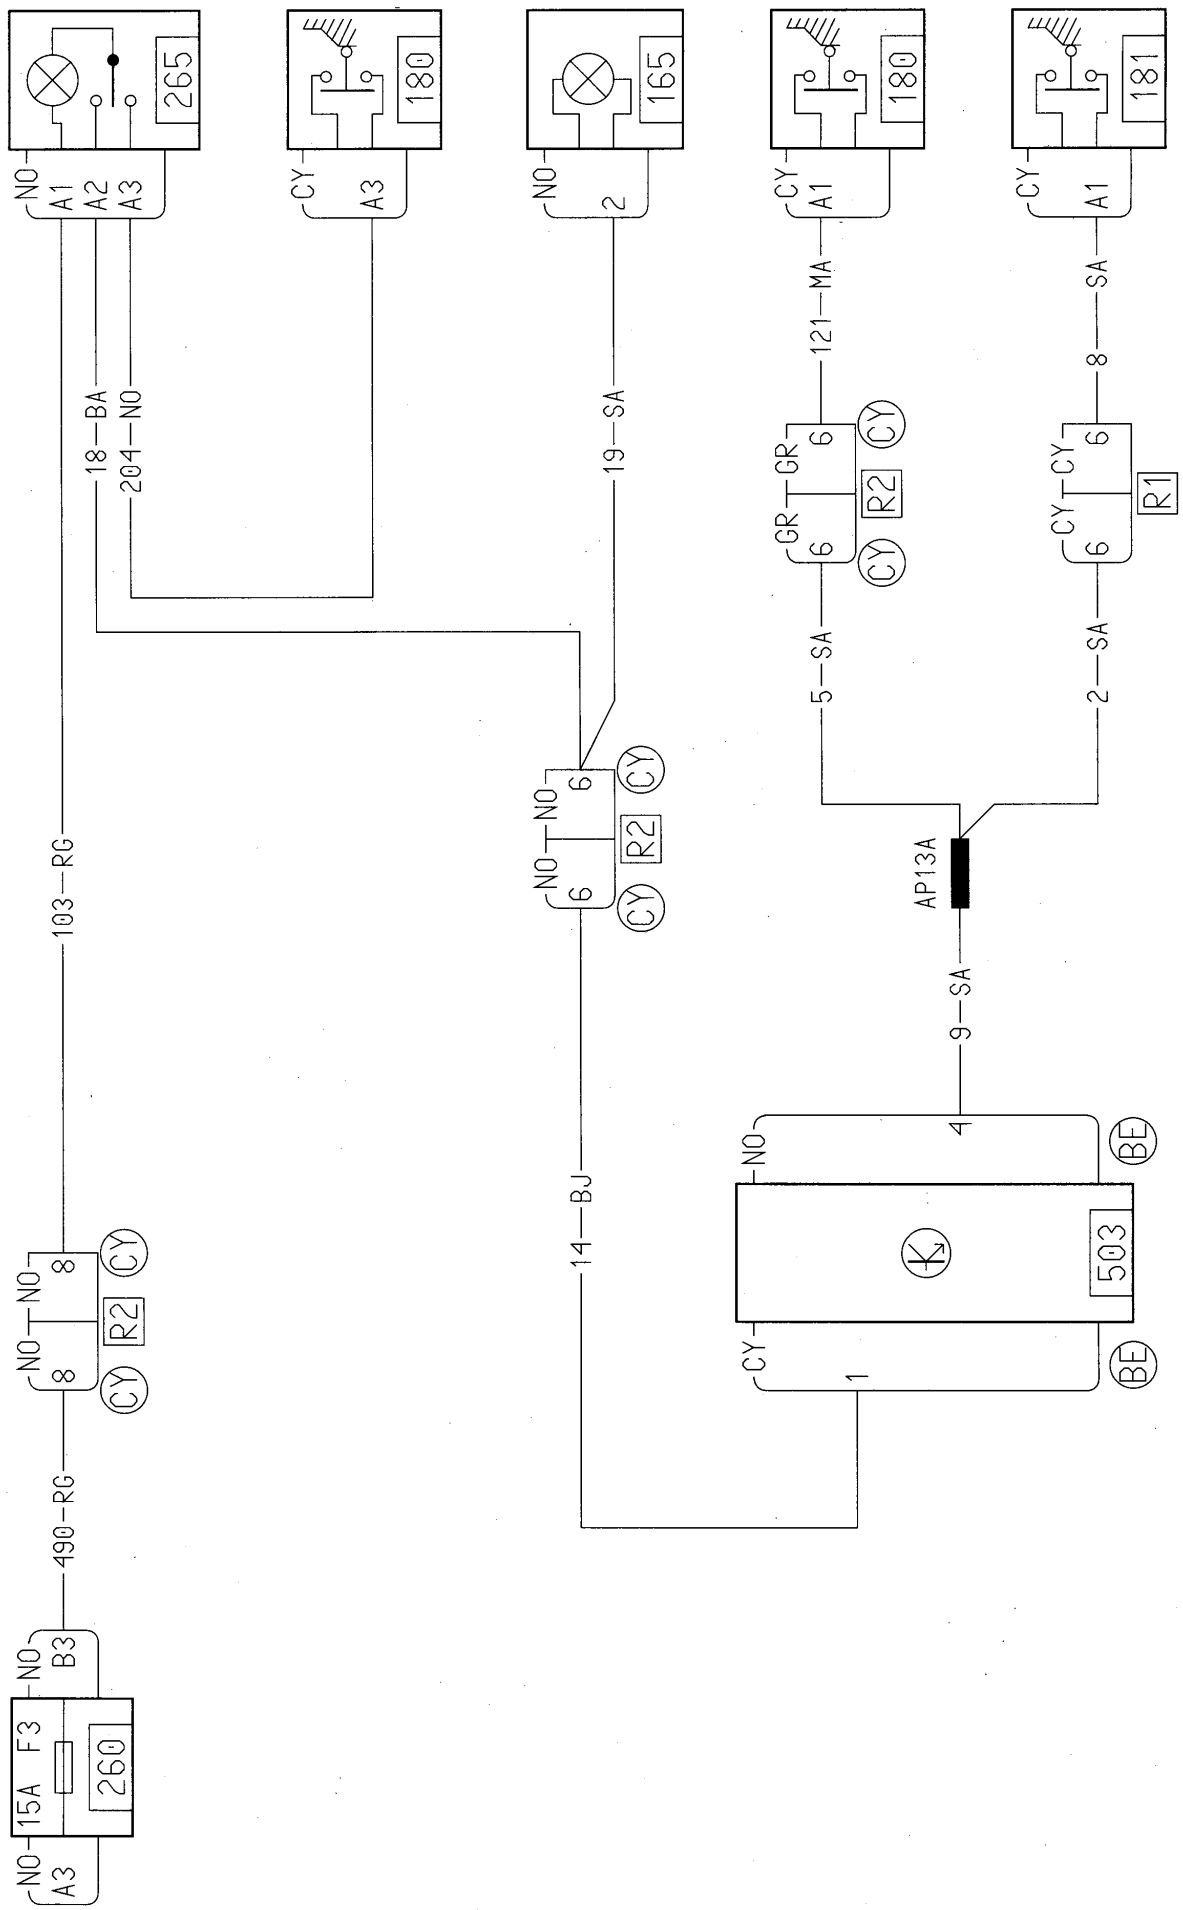 265
NO
A1
A2
A3
180
CY
A3
165
NO
2
180
CY
A1
181
CY
A1
103 RG
18 BA
204 NO
19 SA
121 MA
8 SA
GR GR
6 6
CY R2 CY
CY CY
6 6
R1
5 SA
2 SA
NO NO
6 6
CY R2 CY
AP13A
9 SA
14 BJ
NO
4
BE
K
503
CY
1
BE
NO NO
8 8
CY R2 CY
490 RG
NO
B3
15A F3
260
NO
A3